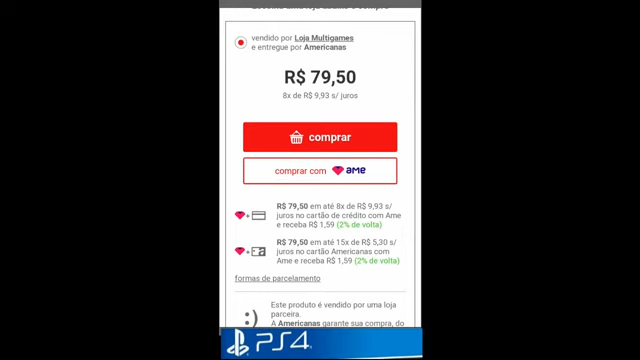 vendido por Loja Multigames
e entregue por Americanas
R$ 79,50
8x de R$ 9,93 s/ juros
comprar
comprar com ame
R$ 79,50 em até 8x de R$ 9,93 s/
juros no cartão de crédito com Ame
e receba R$ 1,59 (2% de volta)
R$ 79,50 em até 15x de R$ 5,30 s/
juros no cartão Americanas com
Ame e receba R$ 1,59 (2% de volta)
formas de parcelamento
Este produto é vendido por uma loja
parceira.
:)
A Americanas garante sua compra, do
PS4